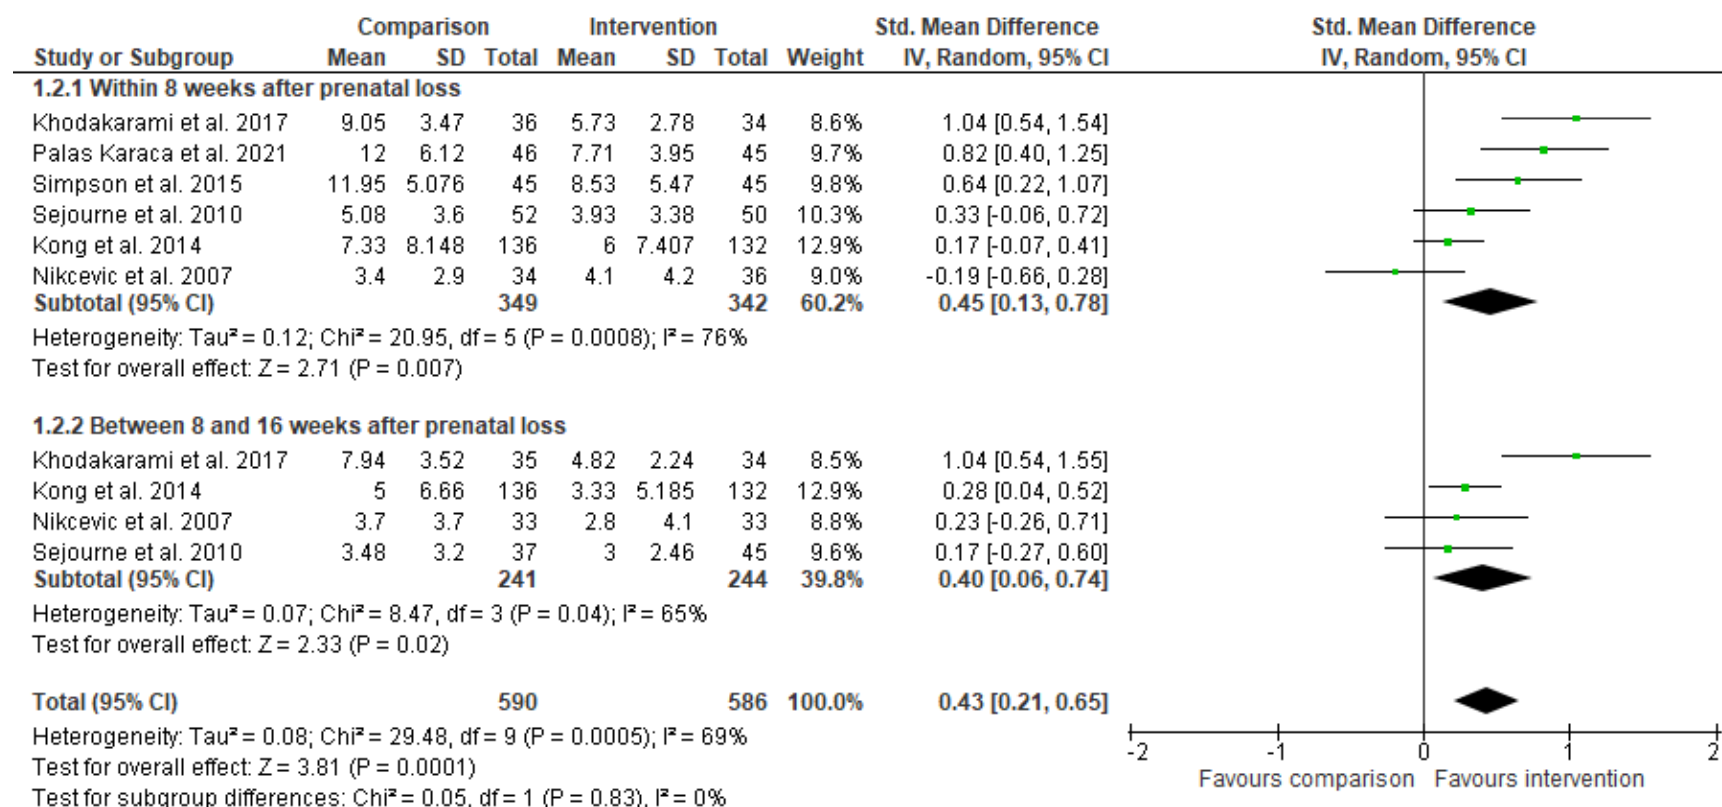 Comparison Intervention Std. Mean Difference Std. Mean Difference
Study or Subgroup Mean SD Total Mean SD Total Weight IV, Random, 95% CI IV, Random, 95% CI
1.2.1 Within 8 weeks after prenatal loss
Khodakarami et al. 2017 9.05 3.47 36 5.73 2.78 34 8.6% 1.04 [0.54, 1.54]
Palas Karaca et al. 2021 12 6.12 46 7.71 3.95 45 9.7% 0.82 [0.40, 1.25]
Simpson et al. 2015 11.95 5.076 45 8.53 5.47 45 9.8% 0.64 [0.22, 1.07]
Sejourne et al. 2010 5.08 3.6 52 3.93 3.38 50 10.3% 0.33 [-0.06, 0.72]
Kong et al. 2014 7.33 8.148 136 6 7.407 132 12.9% 0.17 [-0.07, 0.41]
Nikcevic et al. 2007 3.4 2.9 34 4.1 4.2 36 9.0% -0.19 [-0.66, 0.28]
Subtotal (95% CI) 349 342 60.2% 0.45 [0.13, 0.78]
Heterogeneity: Tau² = 0.12; Chi² = 20.95, df = 5 (P = 0.0008); I² = 76%
Test for overall effect: Z = 2.71 (P = 0.007)
1.2.2 Between 8 and 16 weeks after prenatal loss
Khodakarami et al. 2017 7.94 3.52 35 4.82 2.24 34 8.5% 1.04 [0.54, 1.55]
Kong et al. 2014 5 6.66 136 3.33 5.185 132 12.9% 0.28 [0.04, 0.52]
Nikcevic et al. 2007 3.7 3.7 33 2.8 4.1 33 8.8% 0.23 [-0.26, 0.71]
Sejourne et al. 2010 3.48 3.2 37 3 2.46 45 9.6% 0.17 [-0.27, 0.60]
Subtotal (95% CI) 241 244 39.8% 0.40 [0.06, 0.74]
Heterogeneity: Tau² = 0.07; Chi² = 8.47, df = 3 (P = 0.04); I² = 65%
Test for overall effect: Z = 2.33 (P = 0.02)
Total (95% CI) 590 586 100.0% 0.43 [0.21, 0.65]
Heterogeneity: Tau² = 0.08; Chi² = 29.48, df = 9 (P = 0.0005); I² = 69%
Test for overall effect: Z = 3.81 (P = 0.0001)
Test for subgroup differences: Chi² = 0.05, df = 1 (P = 0.83), I² = 0%
-2 -1 0 1 2
Favours comparison Favours intervention